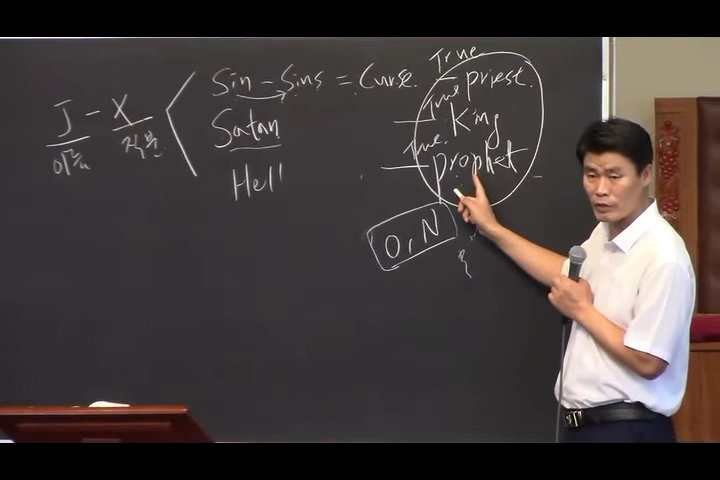 True
Sin – Sins = Curse. – priest.
J – X
이름 직분
True
Satan – King
True
– prophet
Hell
O, N